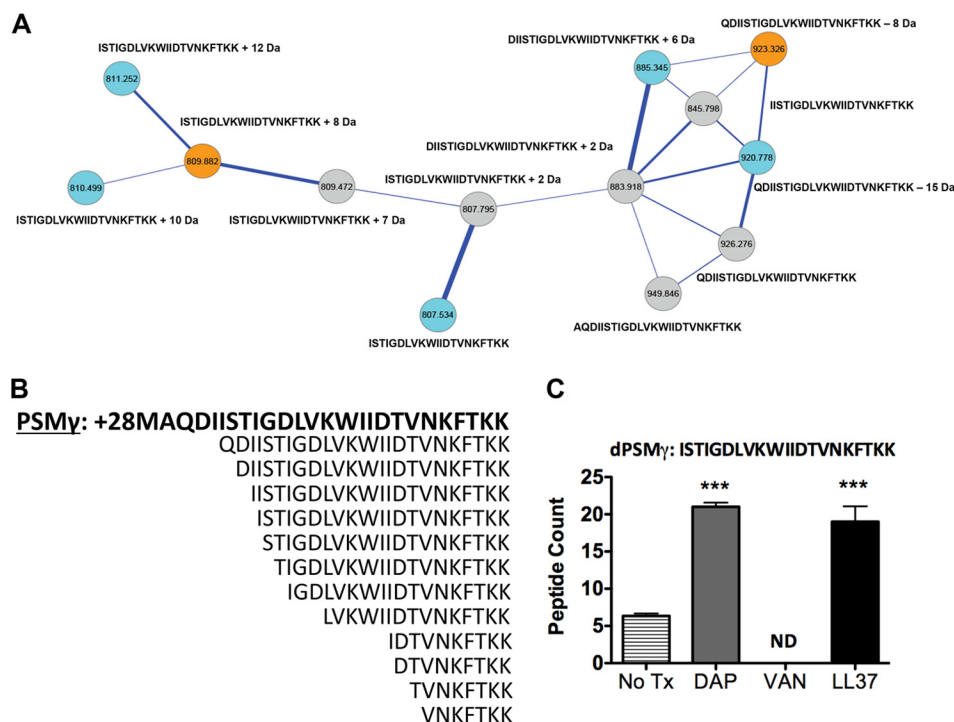 A
ISTIGDLVKWIIDTVNKFTKK + 12 Da
811.252
ISTIGDLVKWIIDTVNKFTKK + 8 Da
809.882
810.499
ISTIGDLVKWIIDTVNKFTKK + 10 Da
809.472
ISTIGDLVKWIIDTVNKFTKK + 7 Da
ISTIGDLVKWIIDTVNKFTKK + 2 Da
807.795
807.534
ISTIGDLVKWIIDTVNKFTKK
QDIISTIGDLVKWIIDTVNKFTKK – 8 Da
923.326
DIISTIGDLVKWIIDTVNKFTKK + 6 Da
885.345
IISTIGDLVKWIIDTVNKFTKK
845.798
DIISTIGDLVKWIIDTVNKFTKK + 2 Da
920.778
883.918
QDIISTIGDLVKWIIDTVNKFTKK – 15 Da
926.276
QDIISTIGDLVKWIIDTVNKFTKK
949.846
AQDIISTIGDLVKWIIDTVNKFTKK
B
PSMγ: +28MAQDIISTIGDLVKWIIDTVNKFTKK
QDIISTIGDLVKWIIDTVNKFTKK
DIISTIGDLVKWIIDTVNKFTKK
IISTIGDLVKWIIDTVNKFTKK
ISTIGDLVKWIIDTVNKFTKK
STIGDLVKWIIDTVNKFTKK
TIGDLVKWIIDTVNKFTKK
IGDLVKWIIDTVNKFTKK
LVKWIIDTVNKFTKK
IDTVNKFTKK
DTVNKFTKK
TVNKFTKK
VNKFTKK
C
dPSMγ: ISTIGDLVKWIIDTVNKFTKK
Peptide Count
25
20
15
10
5
0
***
ND
***
No Tx DAP VAN LL37